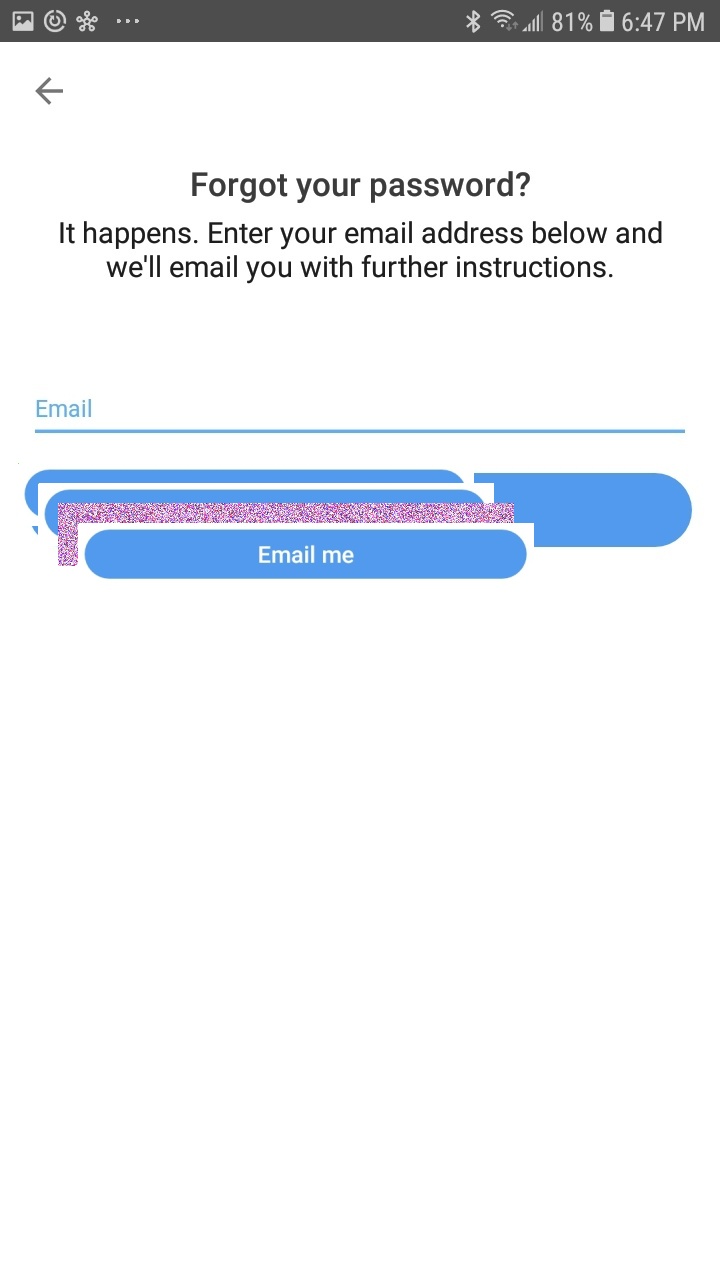 81% 6:47 PM
Forgot your password?
It happens. Enter your email address below and
we'll email you with further instructions.
Email
Email me